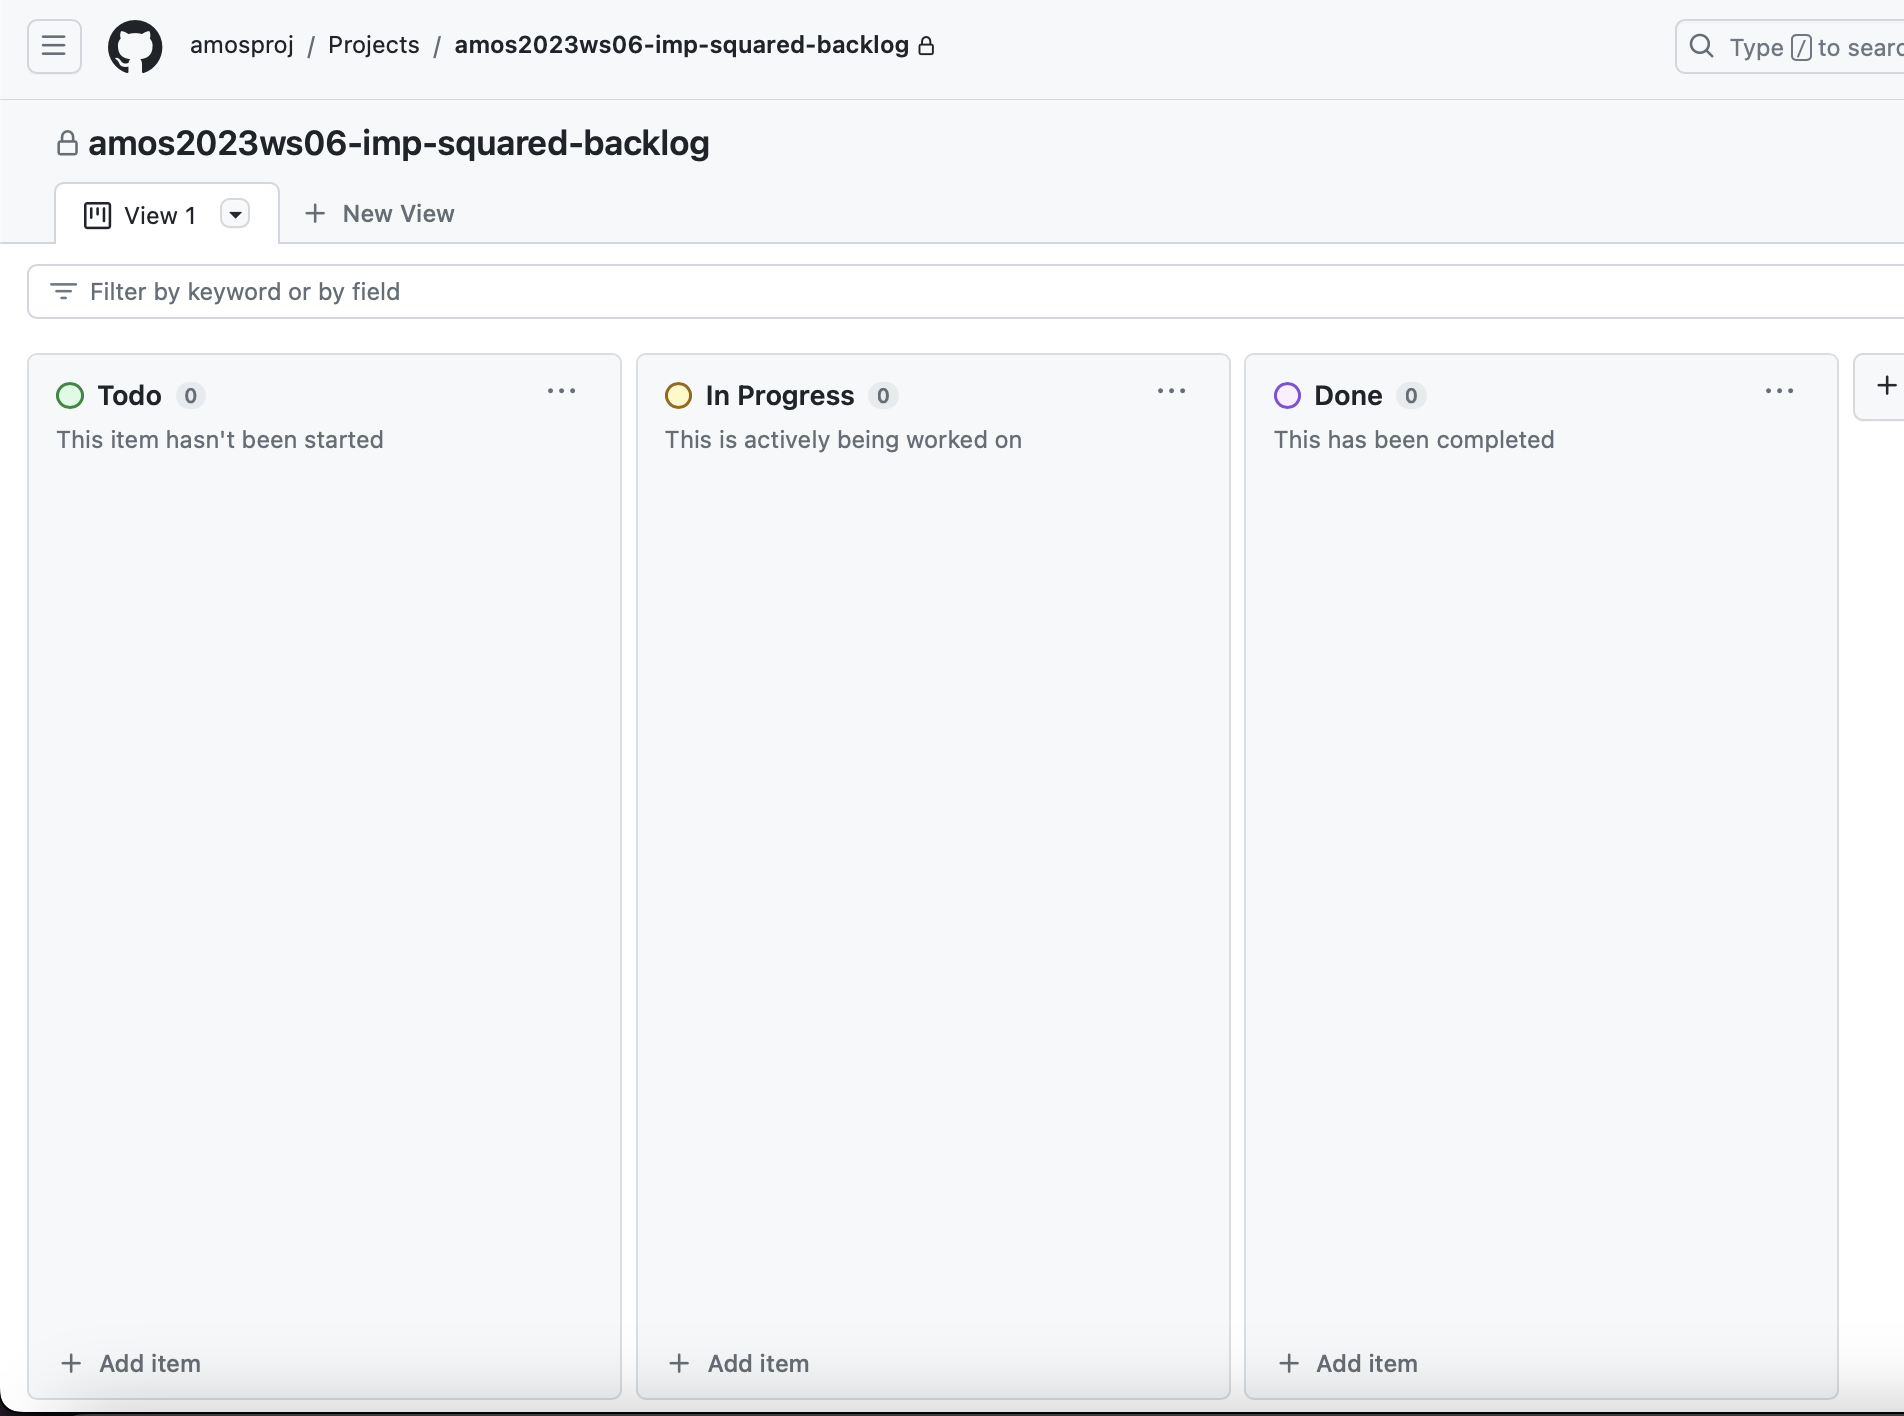 amosproj / Projects / amos2023ws06-imp-squared-backlog
Type / to searc
amos2023ws06-imp-squared-backlog
View 1
New View
Filter by keyword or by field
Todo 0
This item hasn't been started
Add item
In Progress 0
This is actively being worked on
Add item
Done 0
This has been completed
Add item